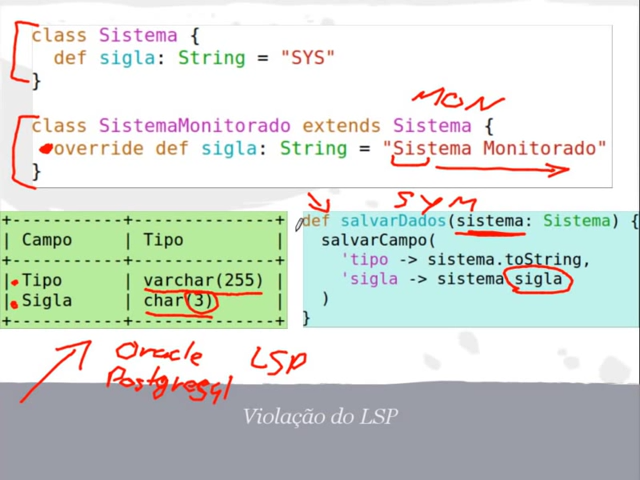 class Sistema {
def sigla: String = "SYS"
}
MON
class SistemaMonitorado extends Sistema {
override def sigla: String = "Sistema Monitorado"
}
SYM
+-----------+--------------+
| Campo | Tipo |
+-----------+--------------+
| Tipo | varchar(255) |
| Sigla | char(3) |
+-----------+--------------+
def salvarDados(sistema: Sistema) {
salvarCampo(
'tipo -> sistema.toString,
'sigla -> sistema.sigla
)
}
Oracle LSP
Postgresql
Violação do LSP